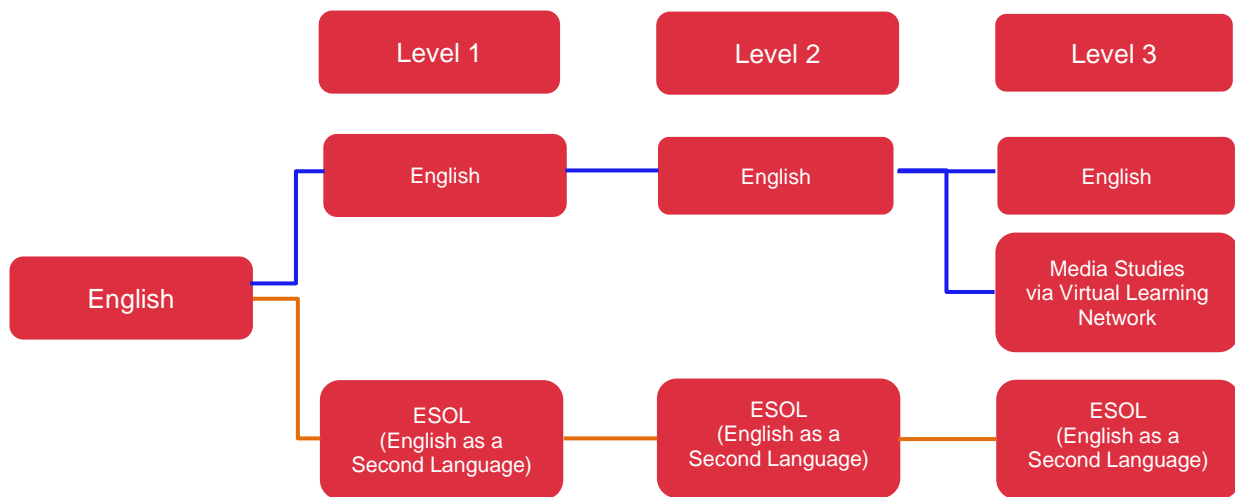 Level 1
Level 2
Level 3
English
English
English
English
Media Studies
via Virtual Learning
Network
ESOL
(English as a
Second Language)
ESOL
(English as a
Second Language)
ESOL
(English as a
Second Language)